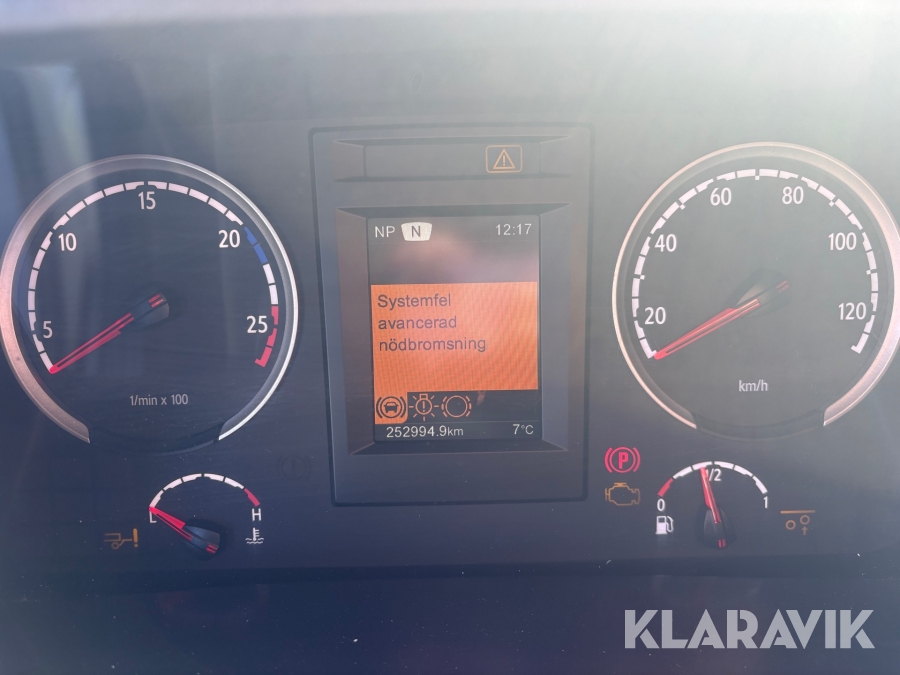 5
10
15
20
25
1/min x 100
NP N 12:17
Systemfel
avancerad
nödbromsning
252994.9km 7°C
20
40
60
80
100
120
km/h
L H
P
0 1/2 1
KLARAVIK